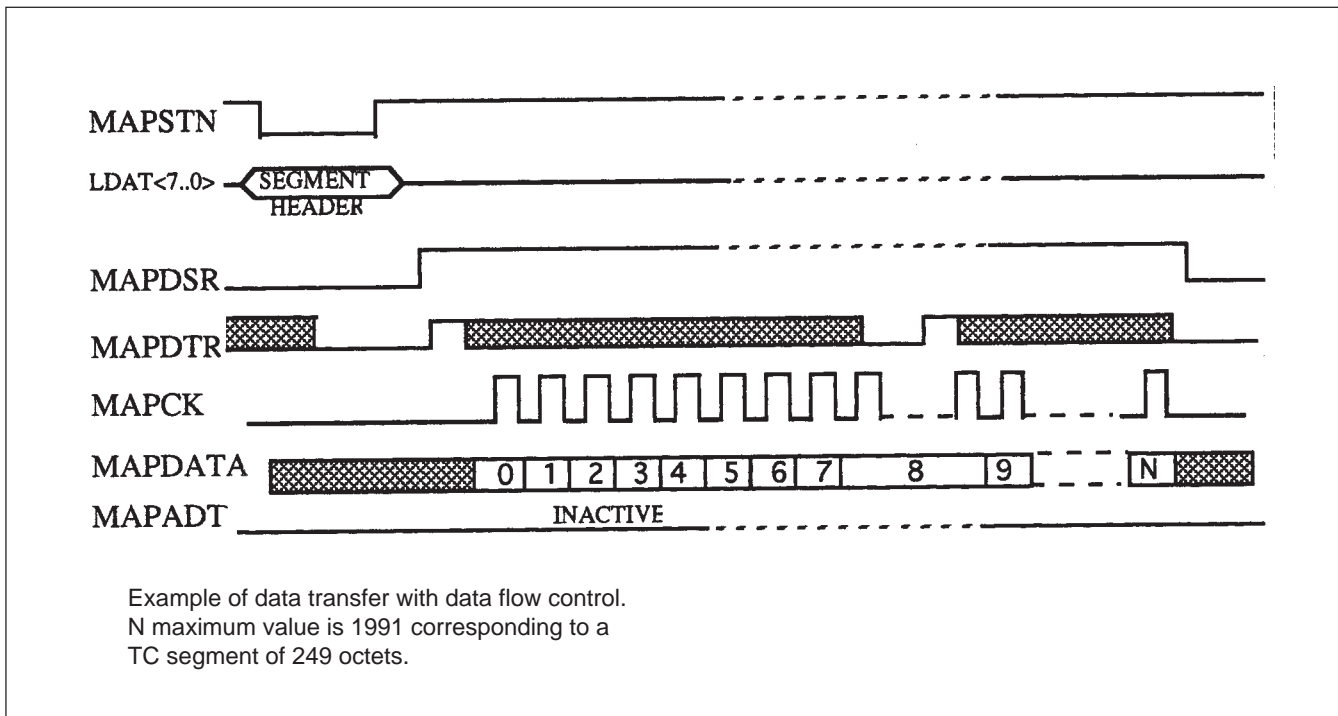 MAPSTN
LDAT<7..0>
SEGMENT
HEADER
MAPDSR
MAPDTR
MAPCK
MAPDATA
0 1 2 3 4 5 6 7 8 9 N
MAPADT
INACTIVE
Example of data transfer with data flow control.
N maximum value is 1991 corresponding to a
TC segment of 249 octets.